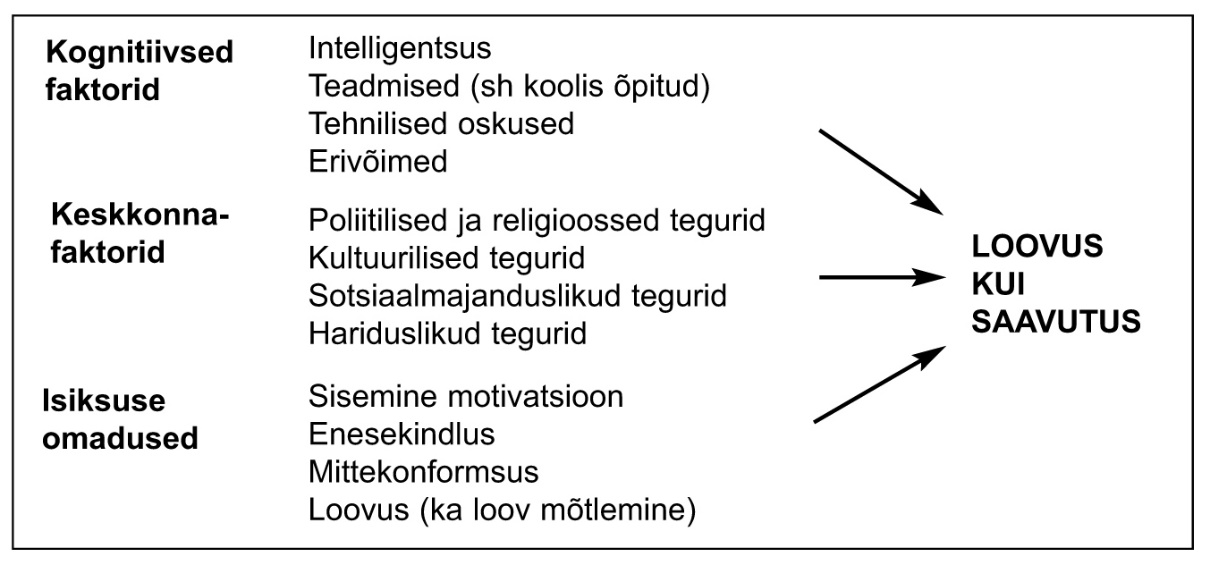 Kognitiivsed
faktorid
Intelligentsus
Teadmised (sh koolis õpitud)
Tehnilised oskused
Erivõimed
Keskkonna-
faktorid
Poliitilised ja religioossed tegurid
Kultuurilised tegurid
Sotsiaalmajanduslikud tegurid
Hariduslikud tegurid
Isiksuse
omadused
Sisemine motivatsioon
Enesekindlus
Mittekonformsus
Loovus (ka loov mõtlemine)
LOOVUS
KUI
SAAVUTUS